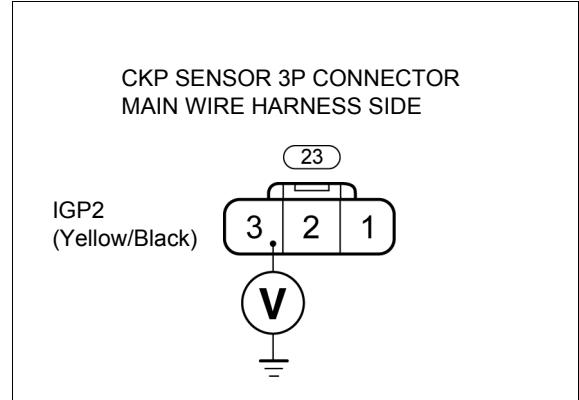 CKP SENSOR 3P CONNECTOR
MAIN WIRE HARNESS SIDE
23
IGP2
(Yellow/Black)
3 2 1
V